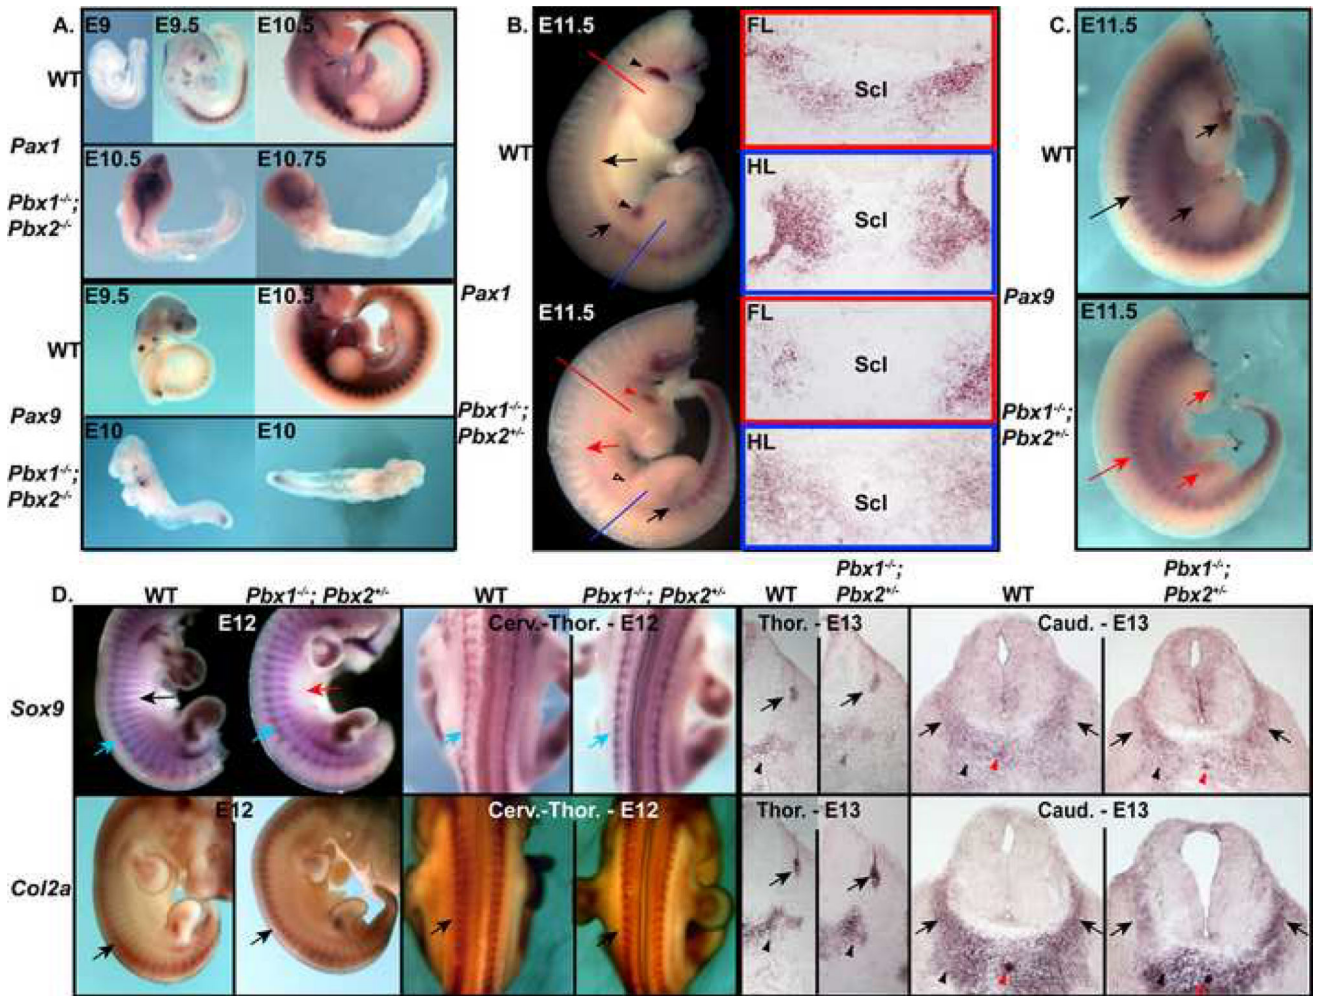 A.
E9
E9.5
E10.5
WT
Pax1
E10.5
E10.75
Pbx1-/-;
Pbx2-/-
E9.5
E10.5
WT
Pax9
E10
E10
Pbx1-/-;
Pbx2-/-
B.
E11.5
FL
Scl
WT
HL
Scl
Pax1
E11.5
FL
Scl
Pbx1-/-;
Pbx2+/-
HL
Scl
C.
E11.5
WT
Pax9
E11.5
Pbx1-/-;
Pbx2+/-
D.
WT
Pbx1-/-; Pbx2+/-
WT
Pbx1-/-; Pbx2+/-
WT
Pbx1-/-;
Pbx2+/-
WT
Pbx1-/-;
Pbx2+/-
E12
Cerv.-Thor. - E12
Thor. - E13
Caud. - E13
Sox9
E12
Cerv.-Thor. - E12
Thor. - E13
Caud. - E13
Col2a